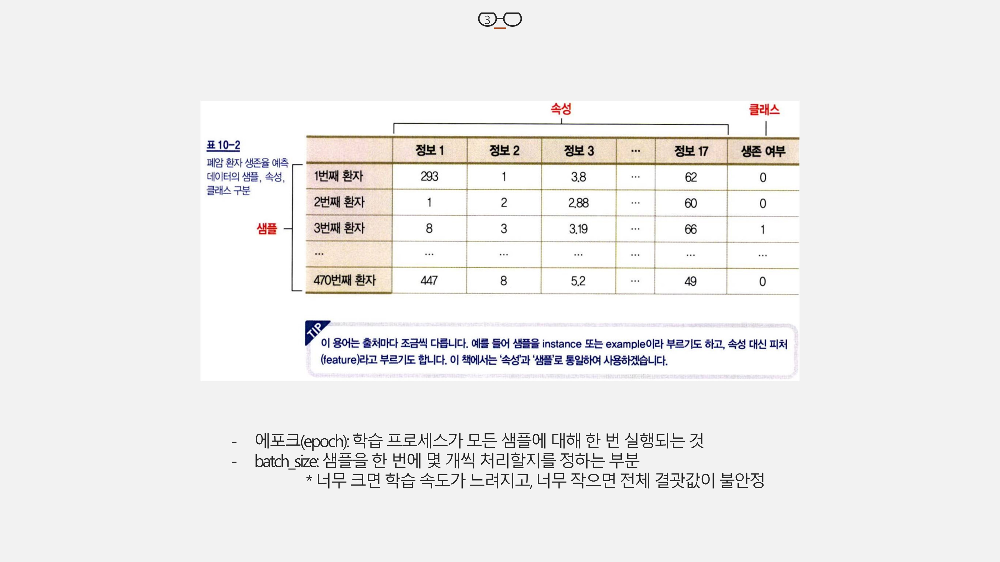 3
속성 클래스
표 10-2
폐암 환자 생존율 예측
데이터의 샘플, 속성,
클래스 구분
샘플
정보 1 정보 2 정보 3 ··· 정보 17 생존 여부
1번째 환자 293 1 3.8 ··· 62 0
2번째 환자 1 2 2.88 ··· 60 0
3번째 환자 8 3 3.19 ··· 66 1
··· ··· ··· ··· ··· ··· ···
470번째 환자 447 8 5.2 ··· 49 0
TIP
이 용어는 출처마다 조금씩 다릅니다. 예를 들어 샘플을 instance 또는 example이라 부르기도 하고, 속성 대신 피처
(feature)라고 부르기도 합니다. 이 책에서는 ‘속성’과 ‘샘플’로 통일하여 사용하겠습니다.
- 에포크(epoch): 학습 프로세스가 모든 샘플에 대해 한 번 실행되는 것
- batch_size: 샘플을 한 번에 몇 개씩 처리할지를 정하는 부분
* 너무 크면 학습 속도가 느려지고, 너무 작으면 전체 결괏값이 불안정